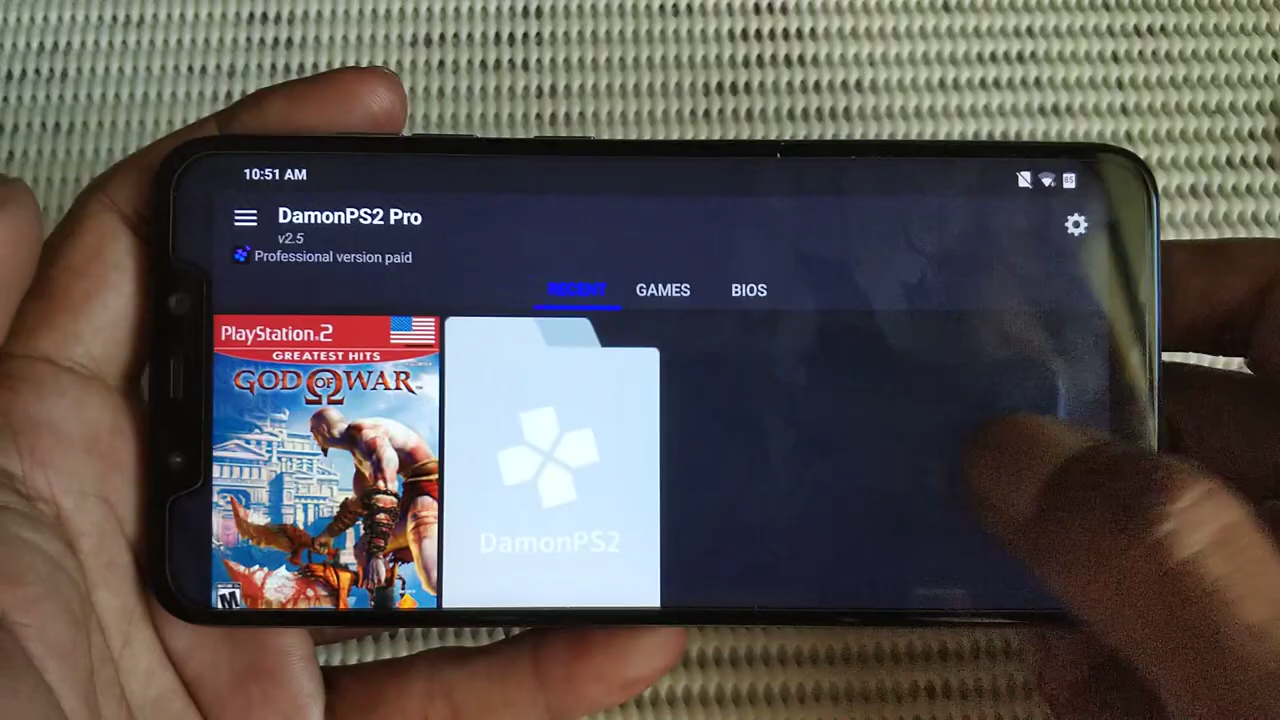 10:51 AM
85
DamonPS2 Pro
v2.5
Professional version paid
RECENT
GAMES
BIOS
PlayStation 2
GREATEST HITS
GOD OF WAR
M
DamonPS2